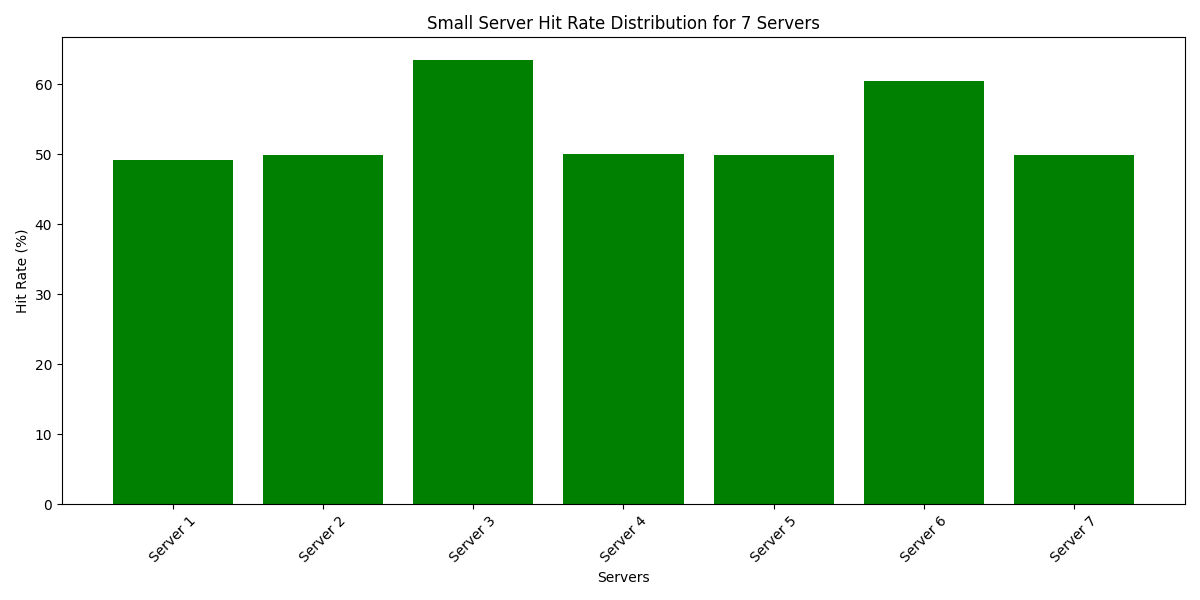 Small Server Hit Rate Distribution for 7 Servers
Hit Rate (%)
60
50
40
30
20
10
0
Server 1
Server 2
Server 3
Server 4
Server 5
Server 6
Server 7
Servers